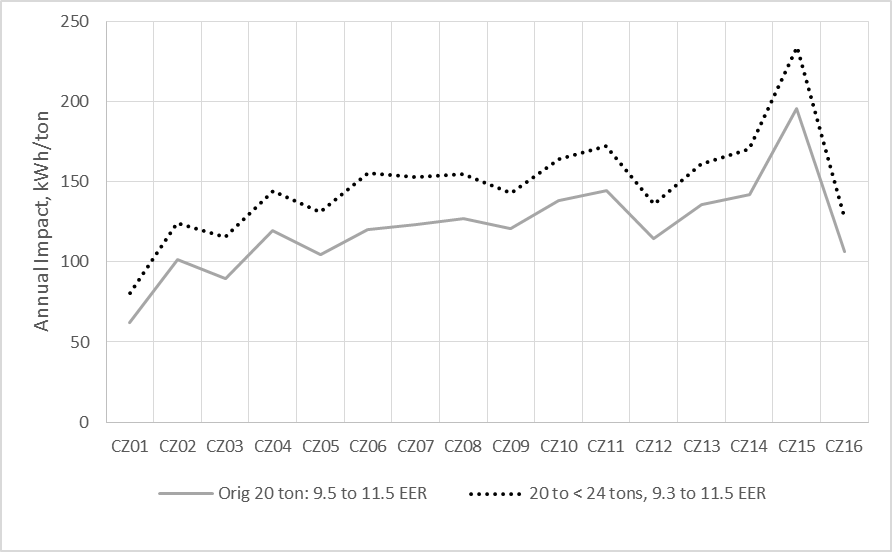 250
200
150
100
50
0
Annual Impact, kWh/ton
CZ01 CZ02 CZ03 CZ04 CZ05 CZ06 CZ07 CZ08 CZ09 CZ10 CZ11 CZ12 CZ13 CZ14 CZ15 CZ16
Orig 20 ton: 9.5 to 11.5 EER 20 to < 24 tons, 9.3 to 11.5 EER